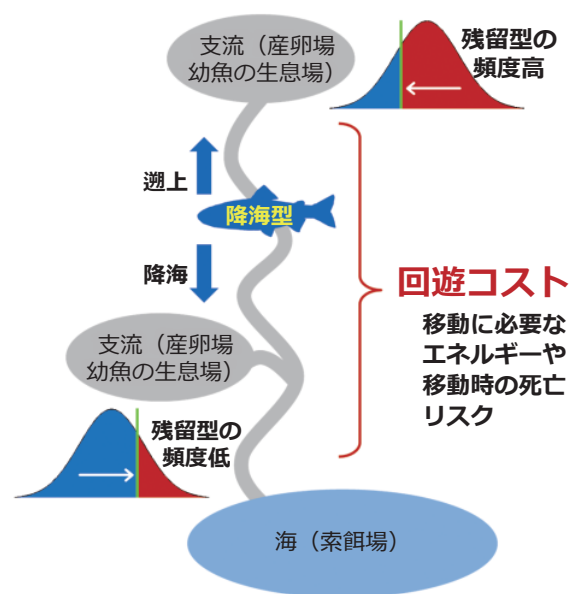 支流（産卵場
幼魚の生息場）
残留型の
頻度高
遡上
降海型
降海
回遊コスト
移動に必要な
エネルギーや
移動時の死亡
リスク
支流（産卵場
幼魚の生息場）
残留型の
頻度低
海（索餌場）